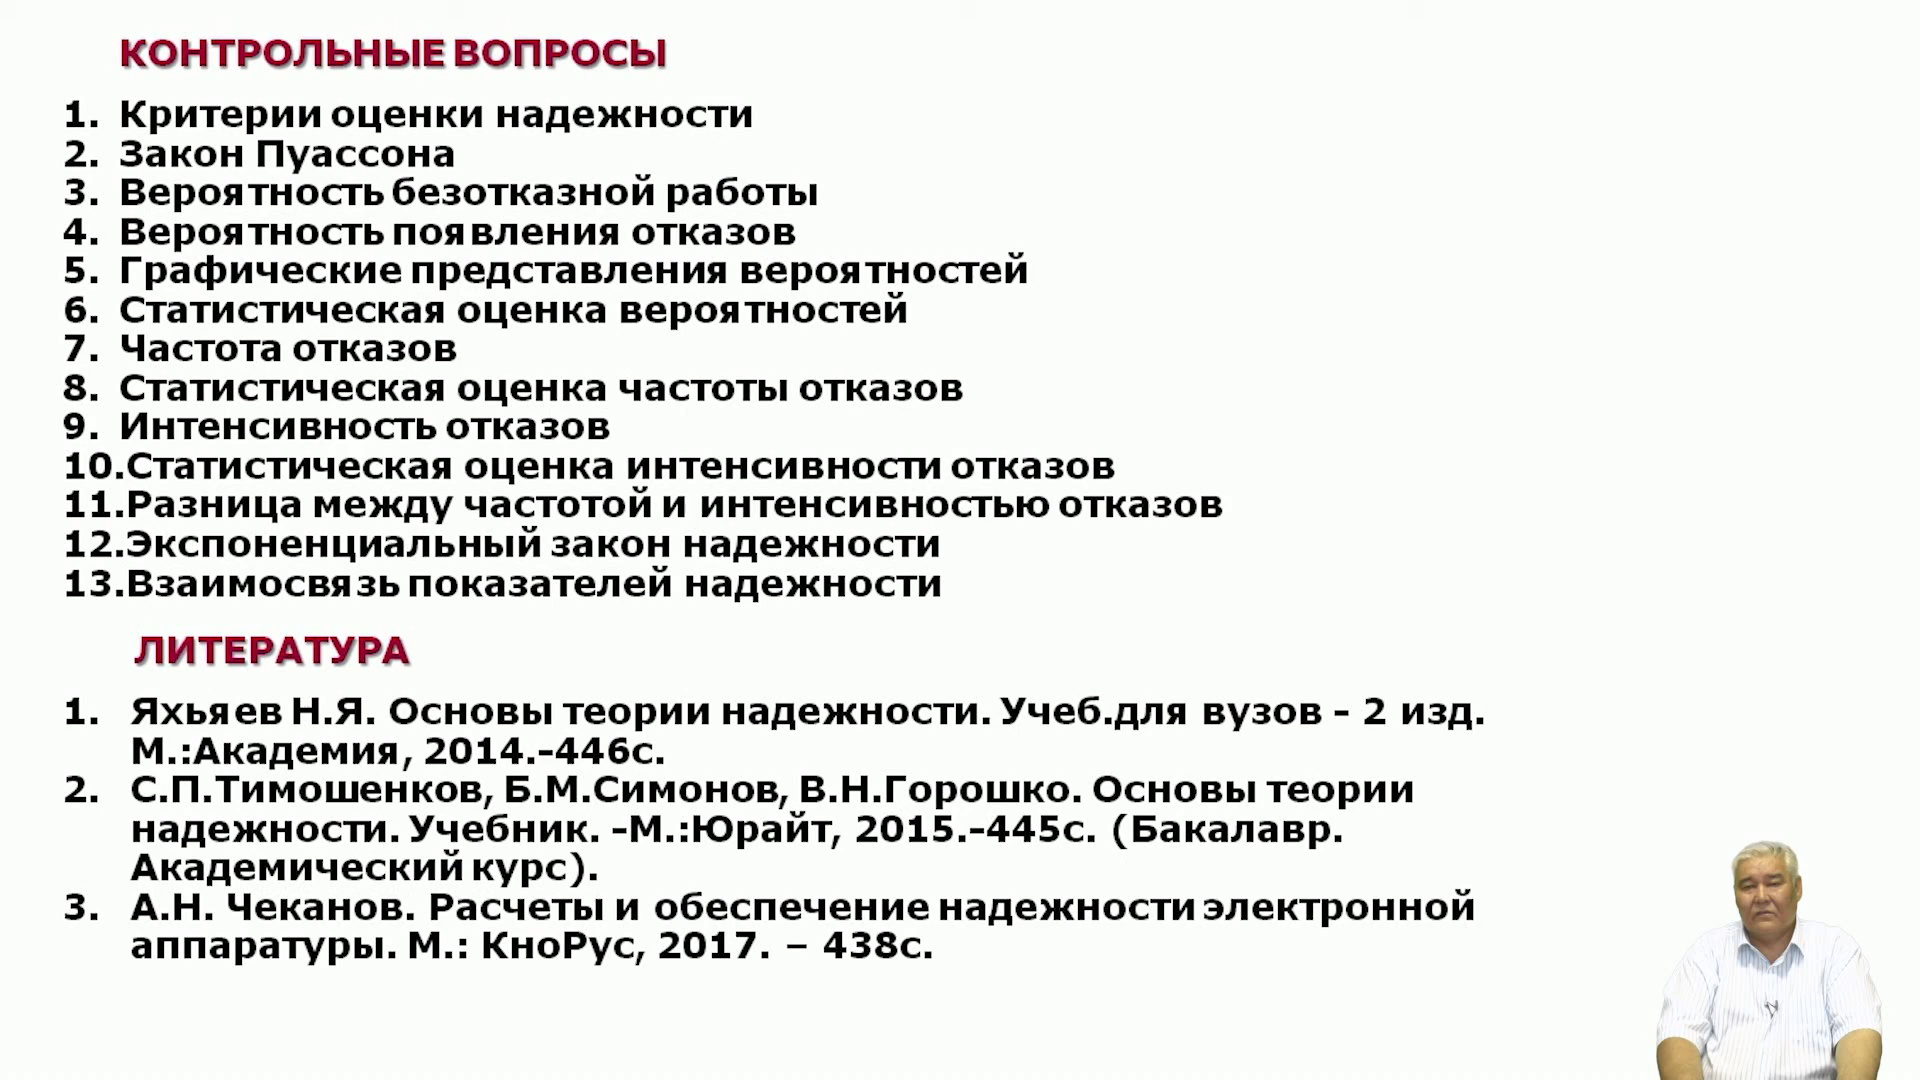 КОНТРОЛЬНЫЕ ВОПРОСЫ
1. Критерии оценки надежности
2. Закон Пуассона
3. Вероятность безотказной работы
4. Вероятность появления отказов
5. Графические представления вероятностей
6. Статистическая оценка вероятностей
7. Частота отказов
8. Статистическая оценка частоты отказов
9. Интенсивность отказов
10.Статистическая оценка интенсивности отказов
11.Разница между частотой и интенсивностью отказов
12.Экспоненциальный закон надежности
13.Взаимосвязь показателей надежности
ЛИТЕРАТУРА
1. Яхьяев Н.Я. Основы теории надежности. Учеб.для вузов - 2 изд.
М.:Академия, 2014.-446с.
2. С.П.Тимошенков, Б.М.Симонов, В.Н.Горошко. Основы теории
надежности. Учебник. -М.:Юрайт, 2015.-445с. (Бакалавр.
Академический курс).
3. А.Н. Чеканов. Расчеты и обеспечение надежности электронной
аппаратуры. М.: КноРус, 2017. – 438с.